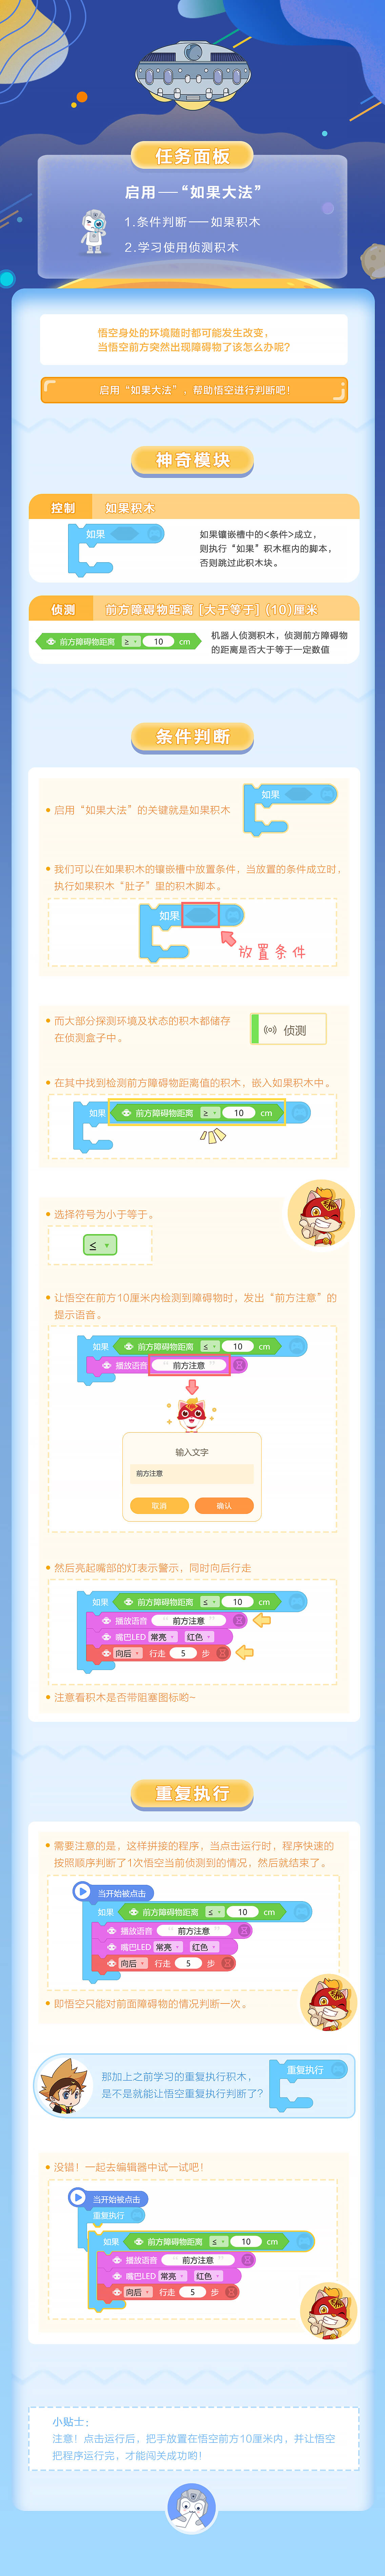 任务面板
启用——“如果大法”
1.条件判断——如果积木
2.学习使用侦测积木
悟空身处的环境随时都可能发生改变，
当悟空前方突然出现障碍物了该怎么办呢？
启用“如果大法”，帮助悟空进行判断吧！
神奇模块
控制 如果积木
如果
如果镶嵌槽中的<条件>成立，
则执行“如果”积木框内的脚本，
否则跳过此积木块。
侦测 前方障碍物距离 [大于等于] (10)厘米
前方障碍物距离 ≥ 10 cm
机器人侦测积木，侦测前方障碍物
的距离是否大于等于一定数值
条件判断
启用“如果大法”的关键就是如果积木
如果
我们可以在如果积木的镶嵌槽中放置条件，当放置的条件成立时，
执行如果积木“肚子”里的积木脚本。
如果
放置条件
而大部分探测环境及状态的积木都储存
在侦测盒子中。
侦测
在其中找到检测前方障碍物距离值的积木，嵌入如果积木中。
如果 前方障碍物距离 ≥ 10 cm
选择符号为小于等于。
≤
让悟空在前方10厘米内检测到障碍物时，发出“前方注意”的
提示语音。
如果 前方障碍物距离 ≤ 10 cm
播放语音 “ 前方注意 ”
输入文字
前方注意
取消 确认
然后亮起嘴部的灯表示警示，同时向后行走
如果 前方障碍物距离 ≤ 10 cm
播放语音 “ 前方注意 ”
嘴巴LED 常亮 红色
向后 行走 5 步
注意看积木是否带阻塞图标哟~
重复执行
需要注意的是，这样拼接的程序，当点击运行时，程序快速的
按照顺序判断了1次悟空当前侦测到的情况，然后就结束了。
当开始被点击
如果 前方障碍物距离 ≤ 10 cm
播放语音 “ 前方注意 ”
嘴巴LED 常亮 红色
向后 行走 5 步
即悟空只能对前面障碍物的情况判断一次。
那加上之前学习的重复执行积木，
是不是就能让悟空重复执行判断了？
重复执行
没错！一起去编辑器中试一试吧！
当开始被点击
重复执行
如果 前方障碍物距离 ≤ 10 cm
播放语音 “ 前方注意 ”
嘴巴LED 常亮 红色
向后 行走 5 步
小贴士：
注意！点击运行后，把手放置在悟空前方10厘米内，并让悟空
把程序运行完，才能闯关成功哟！